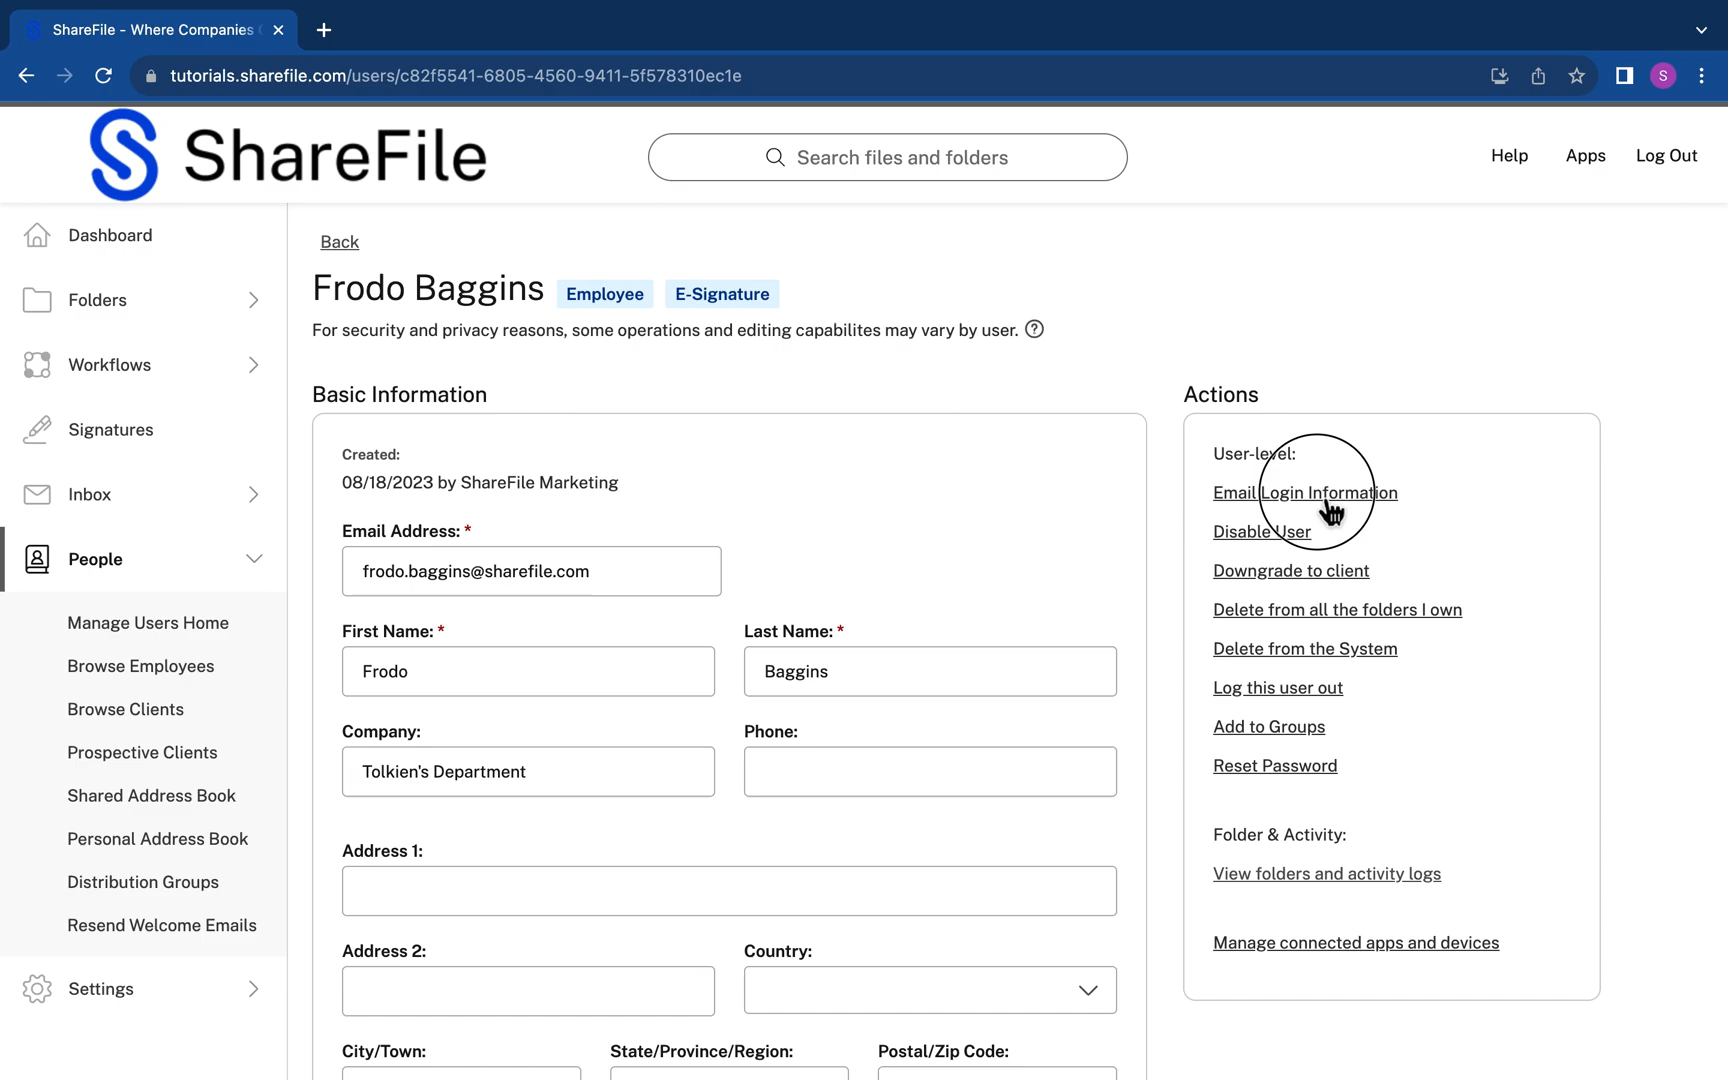 ShareFile - Where Companies
tutorials.sharefile.com/users/c82f5541-6805-4560-9411-5f578310ec1e
S
ShareFile
Search files and folders
Help
Apps
Log Out
Dashboard
Folders
Workflows
Signatures
Inbox
People
Manage Users Home
Browse Employees
Browse Clients
Prospective Clients
Shared Address Book
Personal Address Book
Distribution Groups
Resend Welcome Emails
Settings
Back
Frodo Baggins Employee E-Signature
For security and privacy reasons, some operations and editing capabilites may vary by user.
Basic Information
Created:
08/18/2023 by ShareFile Marketing
Email Address: *
frodo.baggins@sharefile.com
First Name: *
Frodo
Last Name: *
Baggins
Company:
Tolkien's Department
Phone:
Address 1:
Address 2:
Country:
City/Town:
State/Province/Region:
Postal/Zip Code:
Actions
User-level:
Email Login Information
Disable User
Downgrade to client
Delete from all the folders I own
Delete from the System
Log this user out
Add to Groups
Reset Password
Folder & Activity:
View folders and activity logs
Manage connected apps and devices